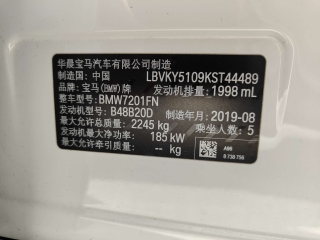 华晨宝马汽车有限公司制造
制造国：中国 LBVKY5109KST44489
品牌：宝马(BMW) 发动机排量：1998 mL
整车型号：BMW7201FN
发动机型号：B48B20D 制造年月：2019-08
最大允许总质量：2245 kg 乘坐人数：5
发动机最大净功率：185 kW
最大允许牵引质量：-- kg
A96
8 738 756